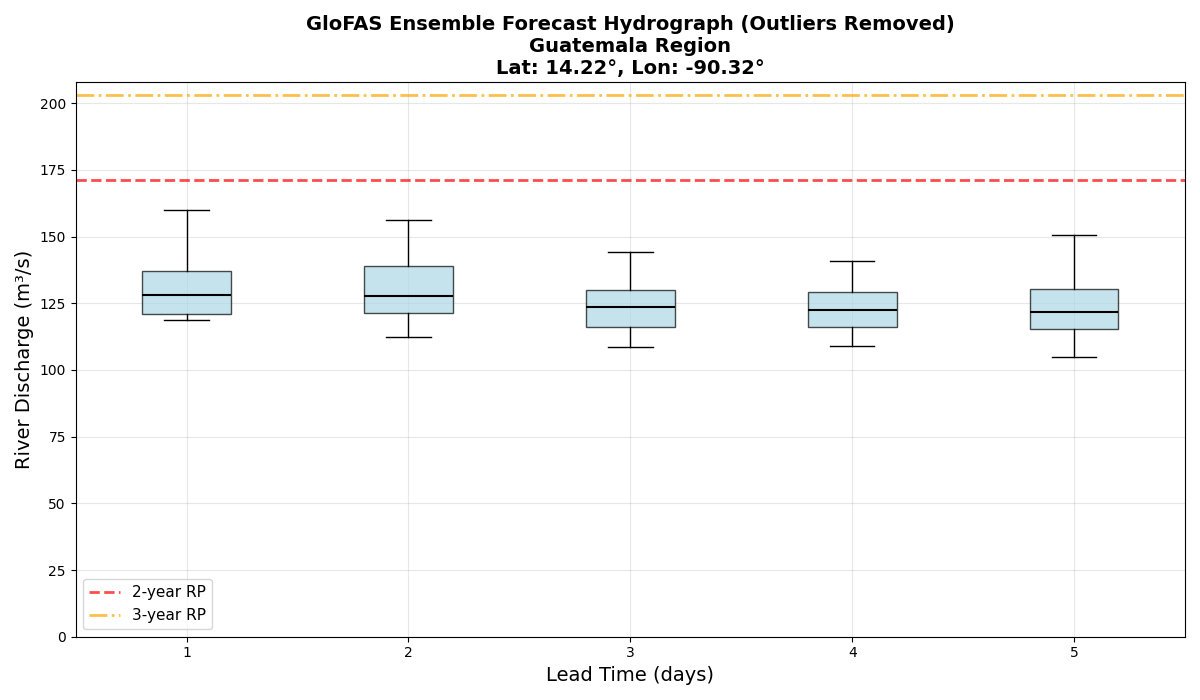 GloFAS Ensemble Forecast Hydrograph (Outliers Removed)
Guatemala Region
Lat: 14.22°, Lon: -90.32°
River Discharge (m³/s)
200
175
150
125
100
75
50
25
0
2-year RP
3-year RP
1 2 3 4 5
Lead Time (days)